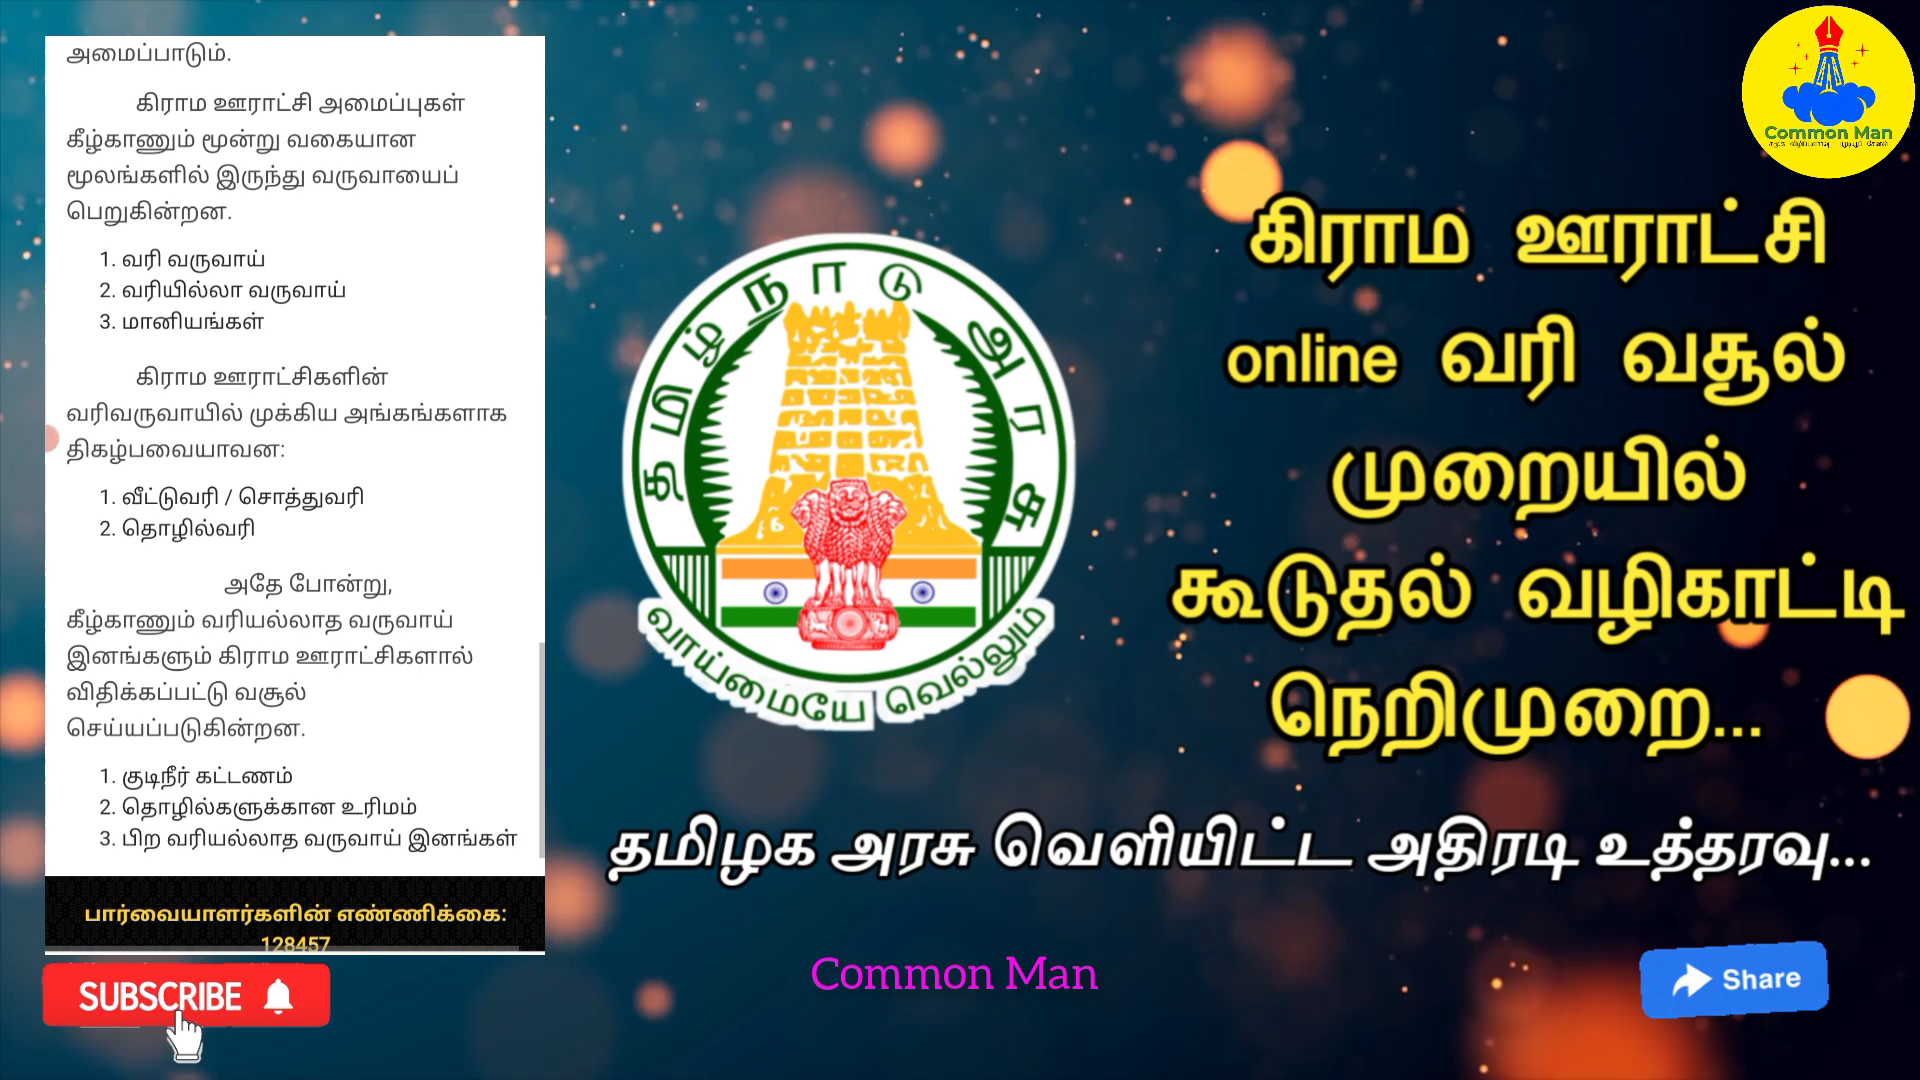 அமைப்பாடும்.
கிராம ஊராட்சி அமைப்புகள்
கீழ்காணும் மூன்று வகையான
மூலங்களில் இருந்து வருவாயைப்
பெறுகின்றன.
1. வரி வருவாய்
2. வரியில்லா வருவாய்
3. மானியங்கள்
கிராம ஊராட்சிகளின்
வரிவருவாயில் முக்கிய அங்கங்களாக
திகழ்பவையாவன:
1. வீட்டுவரி / சொத்துவரி
2. தொழில்வரி
அதே போன்று,
கீழ்காணும் வரியல்லாத வருவாய்
இனங்களும் கிராம ஊராட்சிகளால்
விதிக்கப்பட்டு வசூல்
செய்யப்படுகின்றன.
1. குடிநீர் கட்டணம்
2. தொழில்களுக்கான உரிமம்
3. பிற வரியல்லாத வருவாய் இனங்கள்
பார்வையாளர்களின் எண்ணிக்கை:
128457
SUBSCRIBE
தமிழ்நாடு அரசு
வாய்மையே வெல்லும்
Common Man
கிராம ஊராட்சி
online வரி வசூல்
முறையில்
கூடுதல் வழிகாட்டி
நெறிமுறை...
தமிழக அரசு வெளியிட்ட அதிரடி உத்தரவு...
Common Man
Share